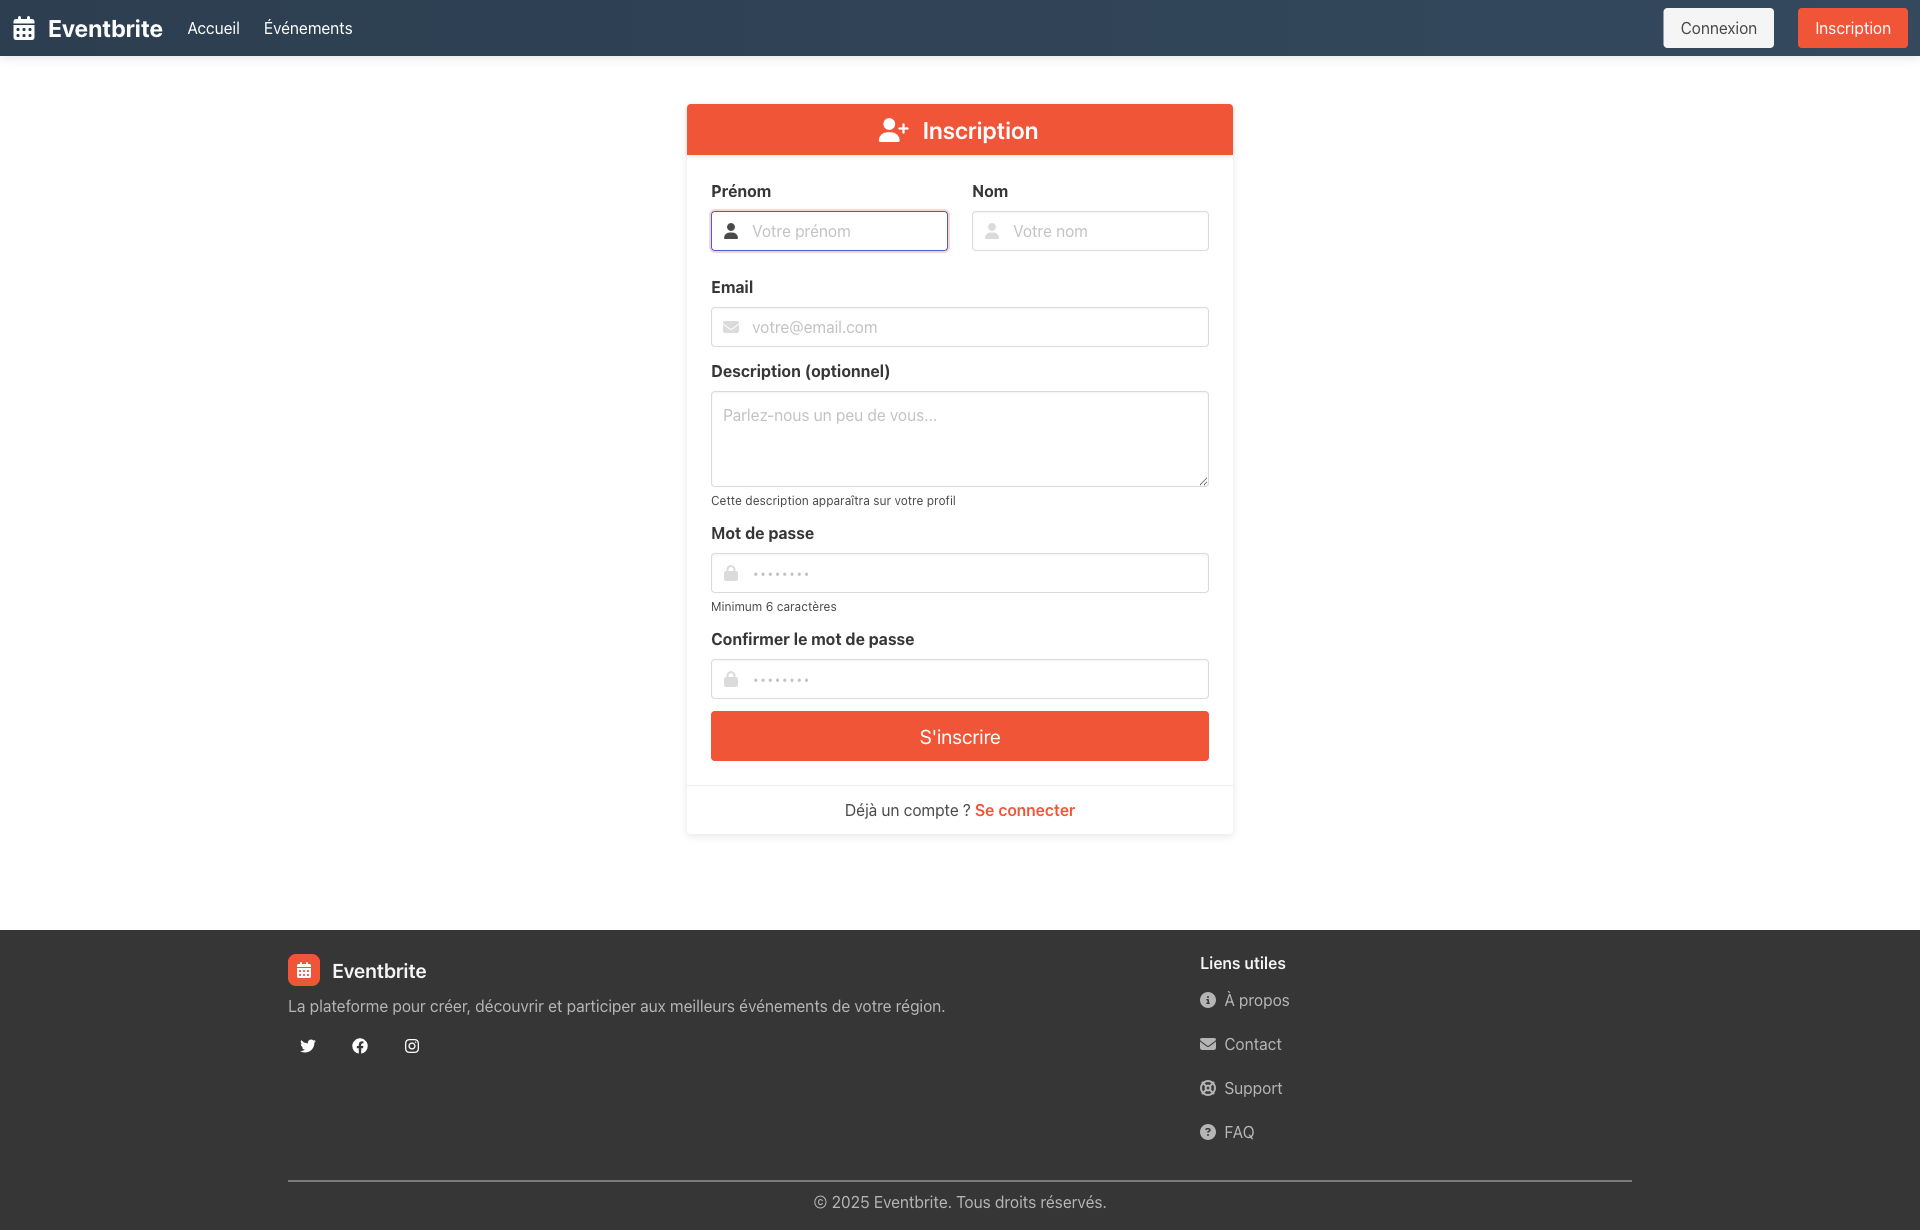 Eventbrite Accueil Événements Connexion Inscription
Inscription
Prénom Nom
Votre prénom Votre nom
Email
votre@email.com
Description (optionnel)
Parlez-nous un peu de vous...
Cette description apparaîtra sur votre profil
Mot de passe
••••••••
Minimum 6 caractères
Confirmer le mot de passe
••••••••
S'inscrire
Déjà un compte ? Se connecter
Eventbrite
La plateforme pour créer, découvrir et participer aux meilleurs événements de votre région.
Liens utiles
À propos
Contact
Support
FAQ
© 2025 Eventbrite. Tous droits réservés.